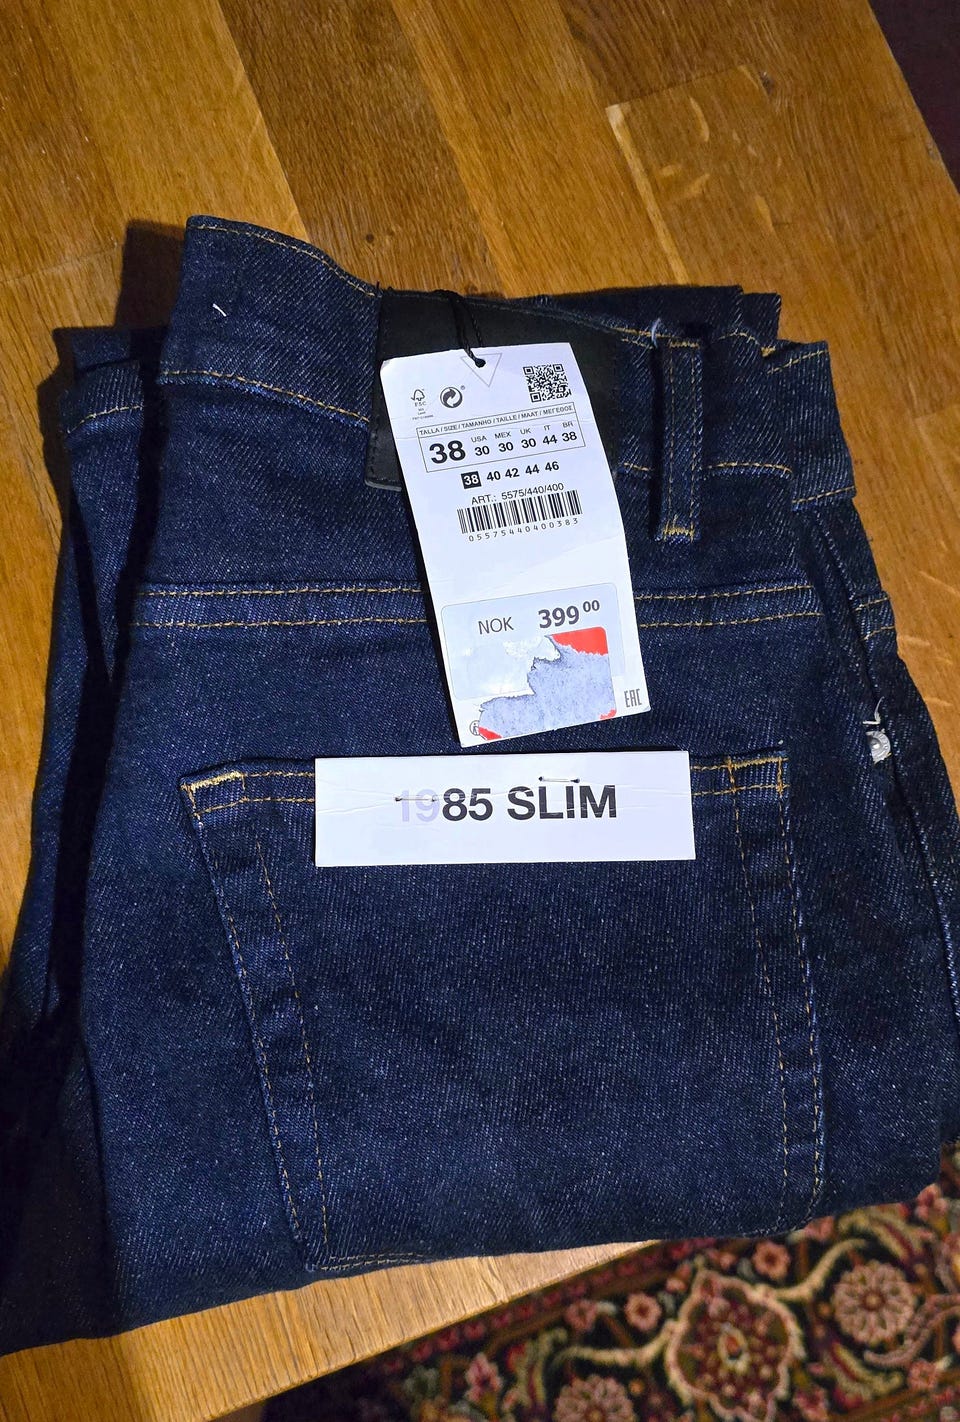 FSC
TALLA / SIZE / TAMANHO / TAILLE / MAAT / ΜΕΓΕΘΟΣ
38 USA 30 MEX 30 UK 30 IT 44 BR 38
38 40 42 44 46
ART.: 5575/440/400
05575440400383
NOK 399 00
EAC
1985 SLIM